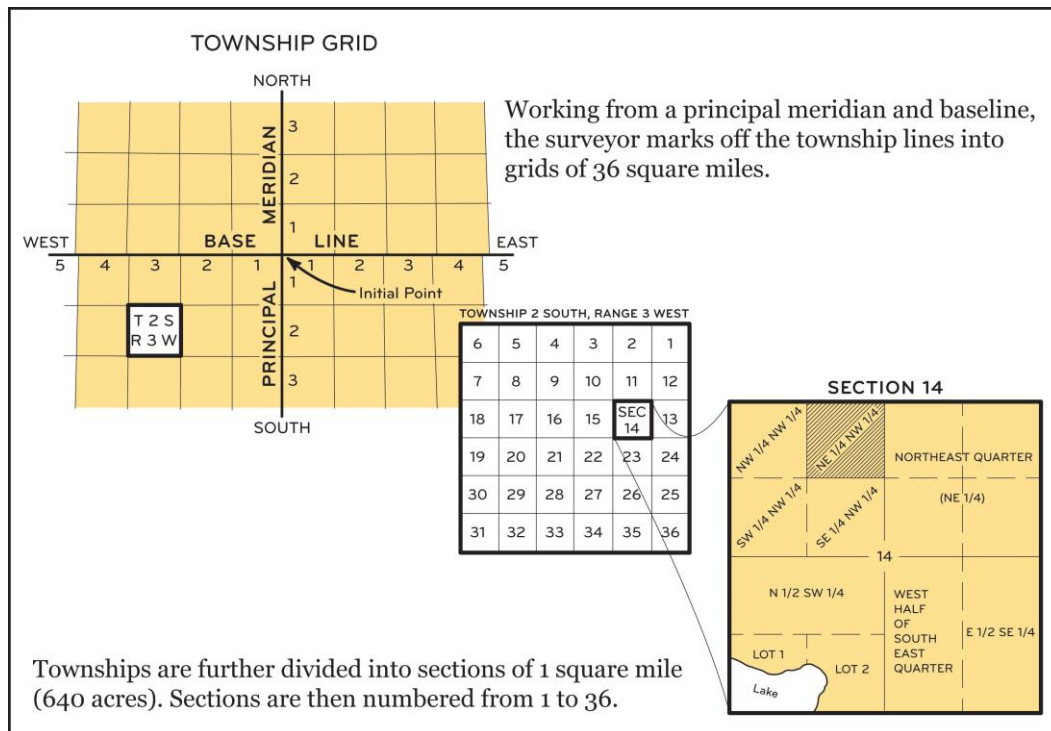 TOWNSHIP GRID
NORTH
Working from a principal meridian and baseline,
the surveyor marks off the township lines into
grids of 36 square miles.
3
2
1
MERIDIAN
WEST
BASE LINE
EAST
5 4 3 2 1 1 2 3 4 5
Initial Point
PRINCIPAL
1
2
3
T 2 S
R 3 W
SOUTH
TOWNSHIP 2 SOUTH, RANGE 3 WEST
6 5 4 3 2 1
7 8 9 10 11 12
18 17 16 15 SEC 14 13
19 20 21 22 23 24
30 29 28 27 26 25
31 32 33 34 35 36
SECTION 14
NW 1/4 NW 1/4
NE 1/4 NW 1/4
NORTHEAST QUARTER
(NE 1/4)
SW 1/4 NW 1/4
SE 1/4 NW 1/4
14
N 1/2 SW 1/4
WEST
HALF
OF
SOUTH
EAST
QUARTER
E 1/2 SE 1/4
LOT 1
LOT 2
Lake
Townships are further divided into sections of 1 square mile
(640 acres). Sections are then numbered from 1 to 36.